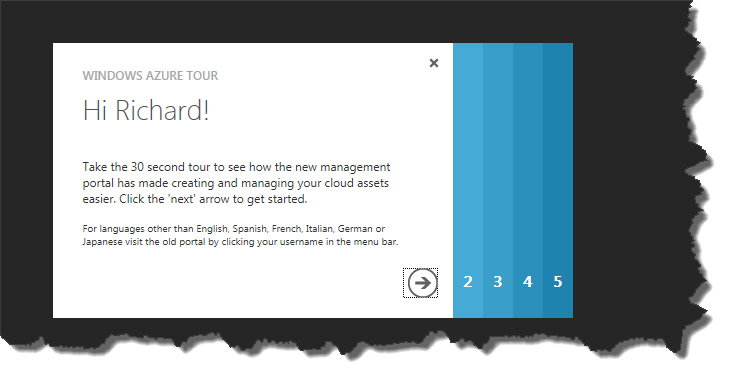 WINDOWS AZURE TOUR
Hi Richard!
Take the 30 second tour to see how the new management
portal has made creating and managing your cloud assets
easier. Click the 'next' arrow to get started.
For languages other than English, Spanish, French, Italian, German or
Japanese visit the old portal by clicking your username in the menu bar.
2 3 4 5